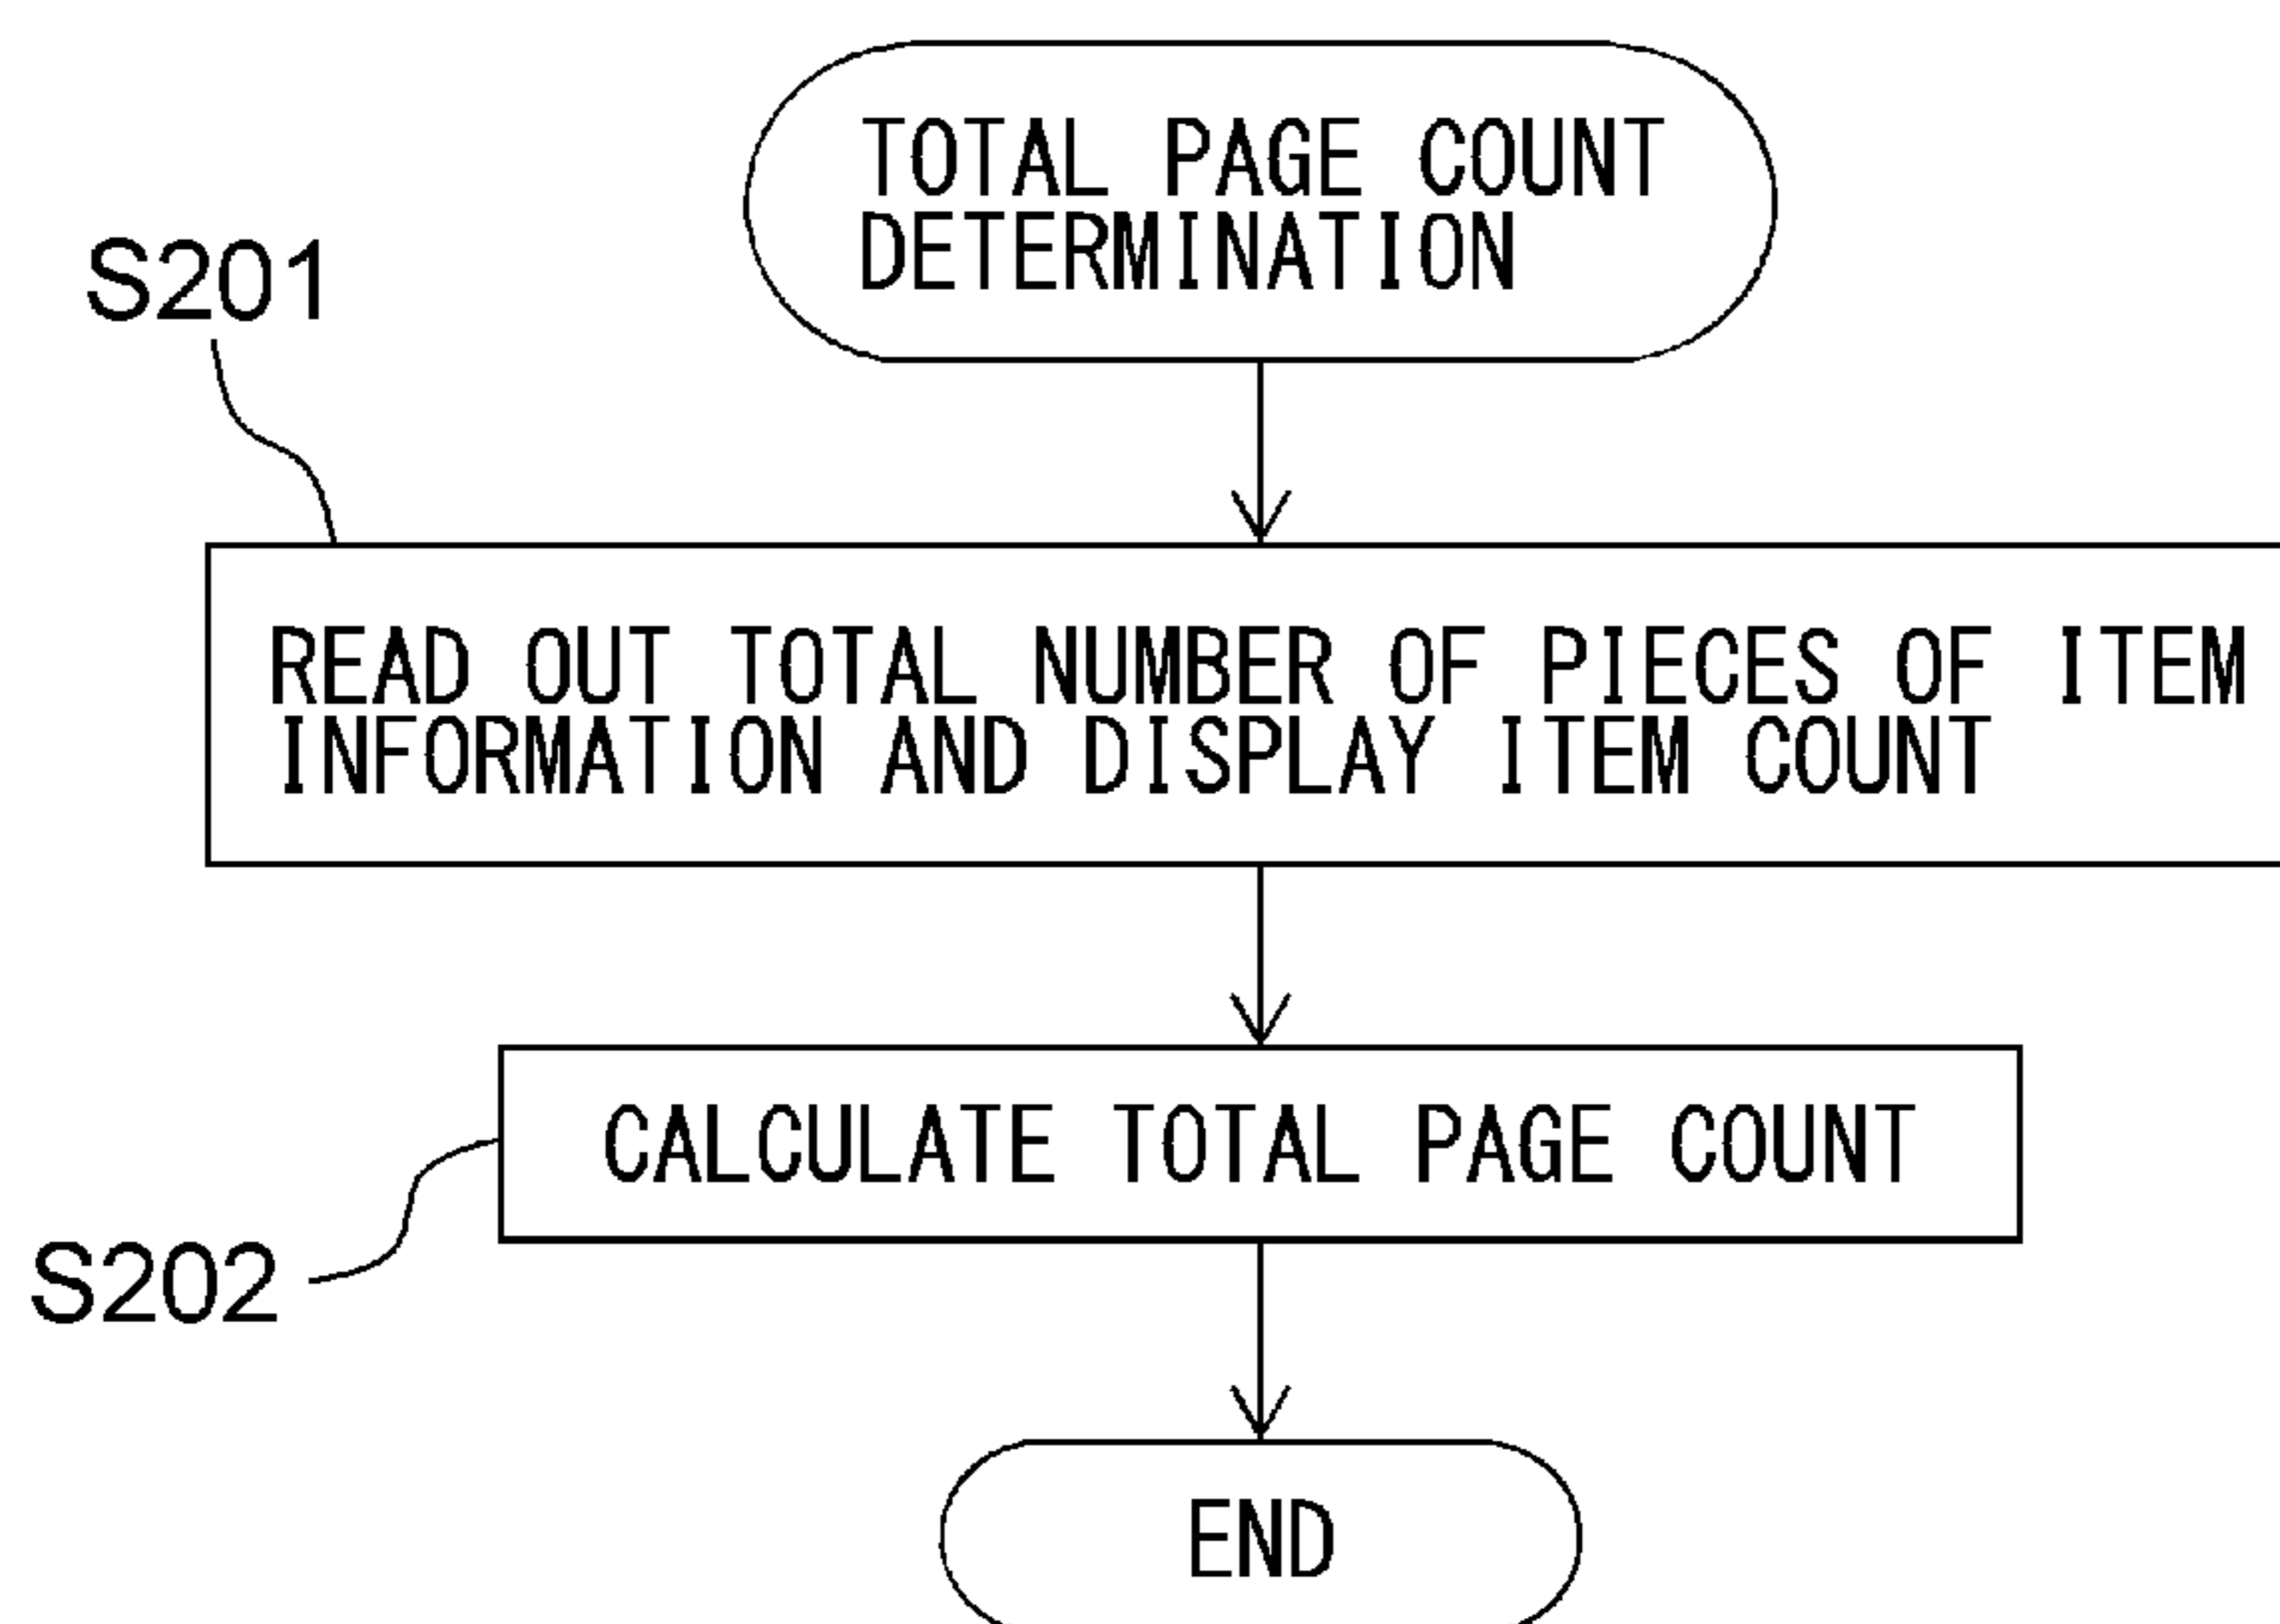 TOTAL PAGE COUNT
DETERMINATION
S201
READ OUT TOTAL NUMBER OF PIECES OF ITEM
INFORMATION AND DISPLAY ITEM COUNT
CALCULATE TOTAL PAGE COUNT
S202
END